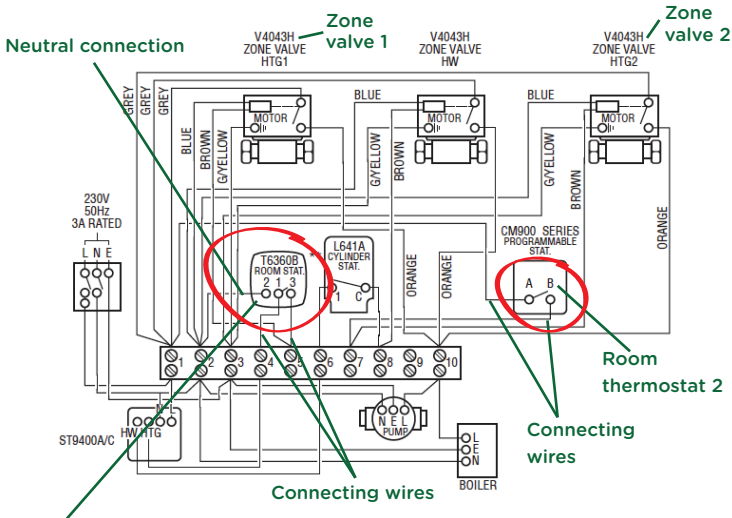 Neutral connection
V4043H
ZONE VALVE
HTG1
Zone
valve 1
V4043H
ZONE VALVE
HW
V4043H
ZONE VALVE
HTG2
Zone
valve 2
GREY
GREY
GREY
BLUE
BLUE
MOTOR
MOTOR
MOTOR
BLUE
BROWN
G/YELLOW
G/YELLOW
BROWN
G/YELLOW
BROWN
ORANGE
230V
50Hz
3A RATED
L N E
T6360B
ROOM STAT.
2 1 3
**
L641A
CYLINDER
STAT.
1 C
ORANGE
ORANGE
CM900 SERIES
PROGRAMMABLE
STAT.
A B
1 2 3 4 5 6 7 8 9 10
Room
thermostat 2
Connecting
wires
N L
HW HTG
ST9400A/C
N E L
PUMP
L
E
N
BOILER
Connecting wires